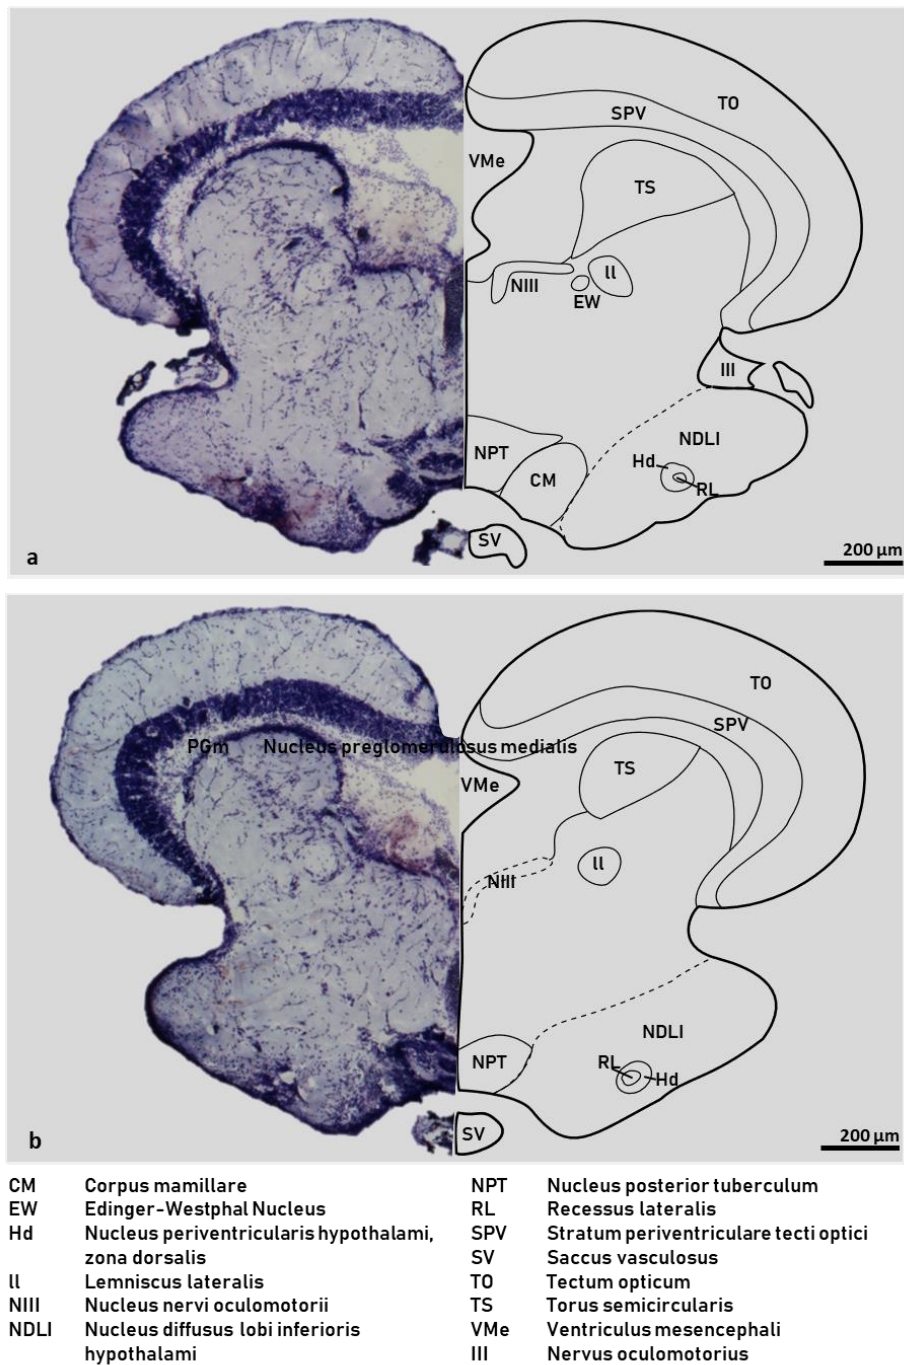 TO
SPV
VMe
TS
ll
NIII
EW
III
NDLI
NPT
Hd
CM
RL
SV
a
200 µm
TO
SPV
PGm Nucleus preglomerulosus medialis
TS
VMe
ll
NIII
NDLI
NPT
RL
Hd
SV
b
200 µm
CM Corpus mamillare
EW Edinger-Westphal Nucleus
Hd Nucleus periventricularis hypothalami,
zona dorsalis
ll Lemniscus lateralis
NIII Nucleus nervi oculomotorii
NDLI Nucleus diffusus lobi inferioris
hypothalami
NPT Nucleus posterior tuberculum
RL Recessus lateralis
SPV Stratum periventriculare tecti optici
SV Saccus vasculosus
TO Tectum opticum
TS Torus semicircularis
VMe Ventriculus mesencephali
III Nervus oculomotorius